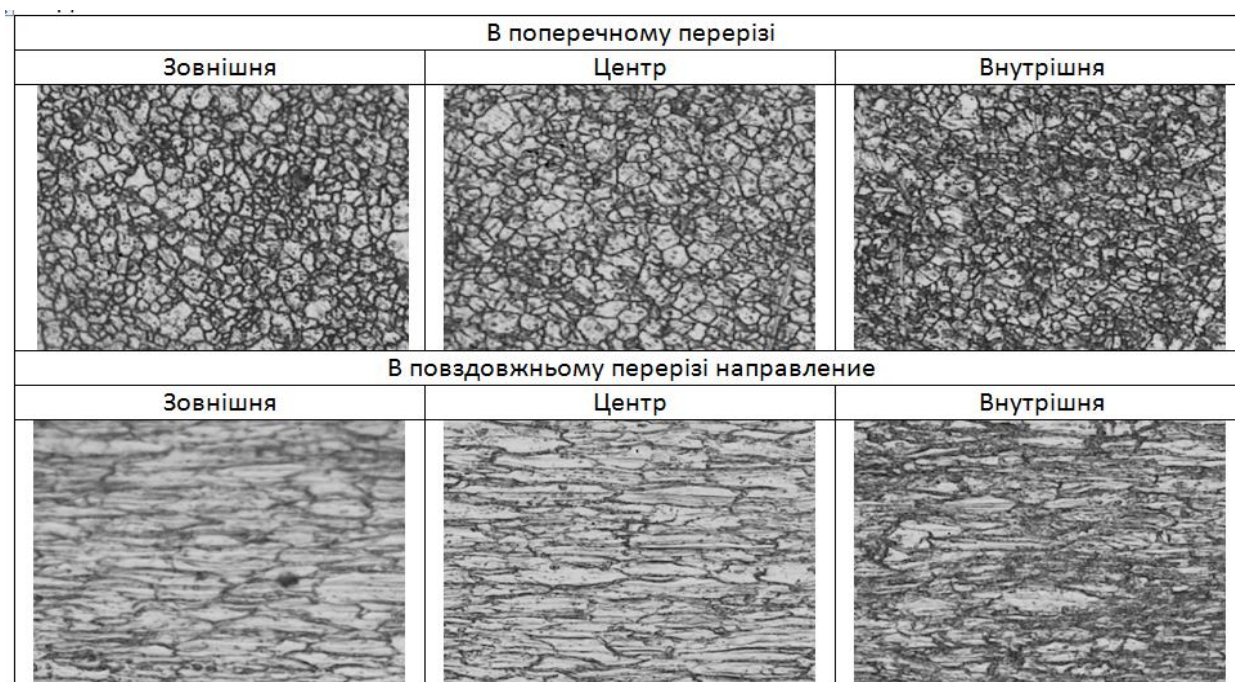 В поперечному перерізі
Зовнішня Центр Внутрішня
В повздовжньому перерізі направление
Зовнішня Центр Внутрішня